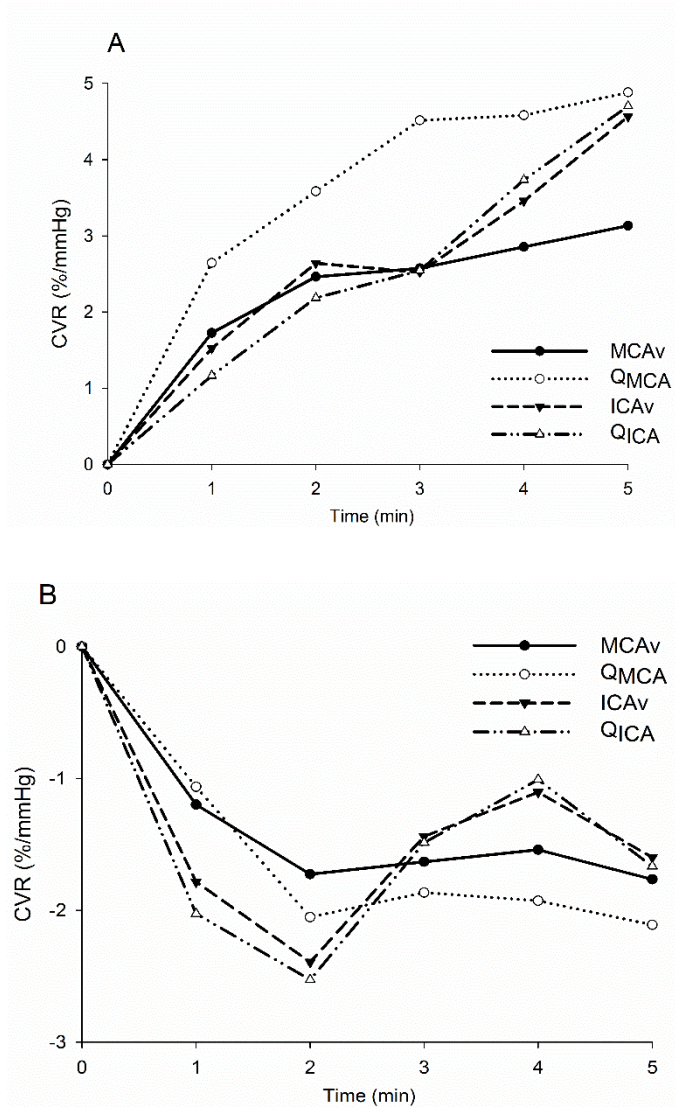 A
CVR (%/mmHg)
5
4
3
2
1
0
MCAv
QMCA
ICAv
QICA
0 1 2 3 4 5
Time (min)
B
CVR (%/mmHg)
0
-1
-2
-3
MCAv
QMCA
ICAv
QICA
0 1 2 3 4 5
Time (min)